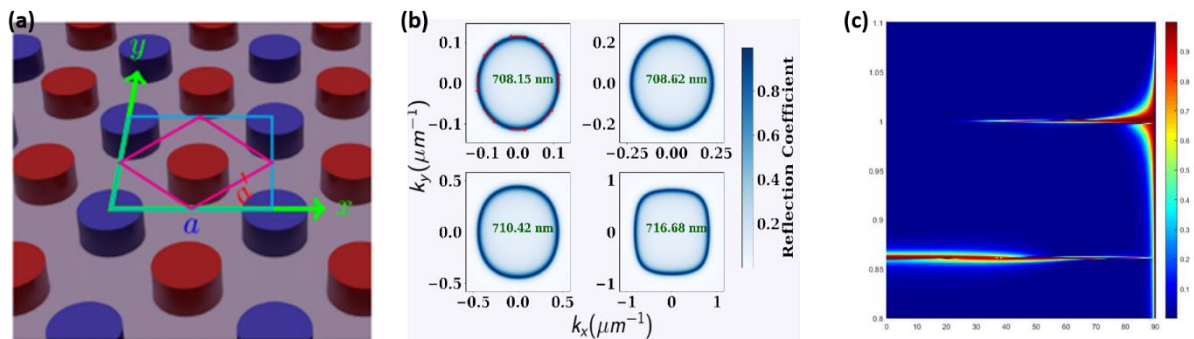 (a)
y
x
a
a'
(b)
0.1
0.0
-0.1
-0.1 0.0 0.1
708.15 nm
0.2
0.0
-0.2
-0.25 0.00 0.25
708.62 nm
0.5
0.0
-0.5
-0.5 0.0 0.5
710.42 nm
1
0
-1
-1 0 1
716.68 nm
k_y(μm⁻¹)
k_x(μm⁻¹)
0.8
0.6
0.4
0.2
Reflection Coefficient
(c)
1.1
1.05
1
0.95
0.9
0.85
0.8
0 10 20 30 40 50 60 70 80 90
0.9
0.8
0.7
0.6
0.5
0.4
0.3
0.2
0.1